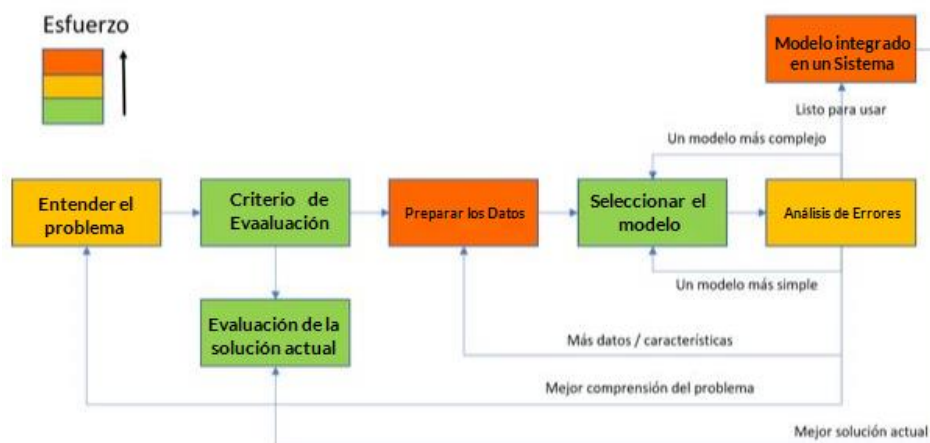 Esfuerzo
Modelo integrado
en un Sistema
Listo para usar
Un modelo más complejo
Entender el
problema
Criterio de
Evaaluación
Preparar los Datos
Seleccionar el
modelo
Análisis de Errores
Un modelo más simple
Evaluación de la
solución actual
Más datos / características
Mejor comprensión del problema
Mejor solución actual